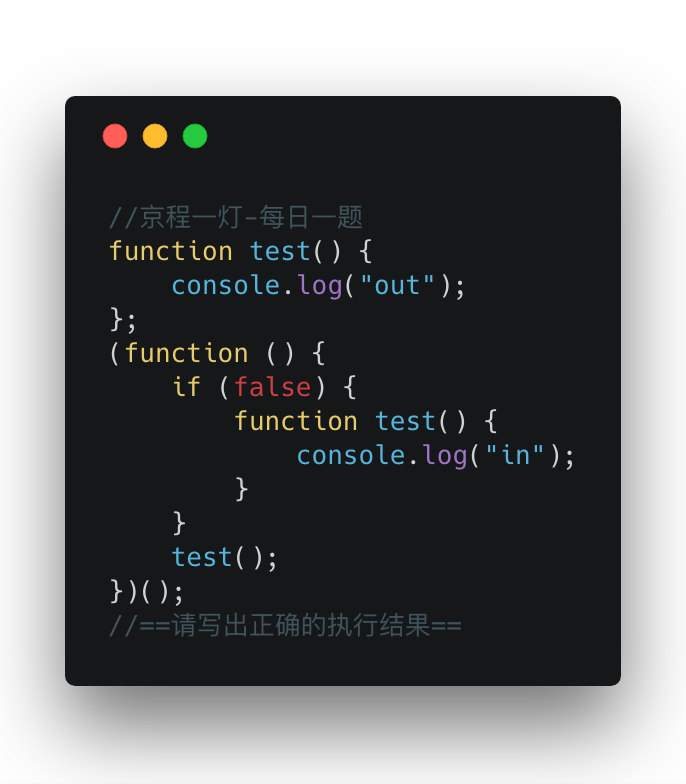 //京程一灯-每日一题
function test() {
    console.log("out");
};
(function () {
    if (false) {
        function test() {
            console.log("in");
        }
    }
    test();
})();
//==请写出正确的执行结果==